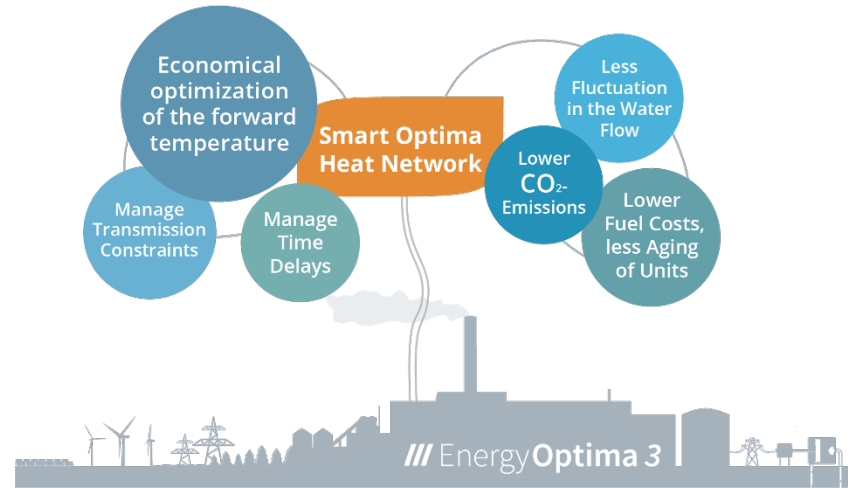 Economical
optimization
of the forward
temperature
Manage
Transmission
Constraints
Manage
Time
Delays
Smart Optima
Heat Network
Less
Fluctuation
in the Water
Flow
Lower
CO₂-
Emissions
Lower
Fuel Costs,
less Aging
of Units
EnergyOptima 3